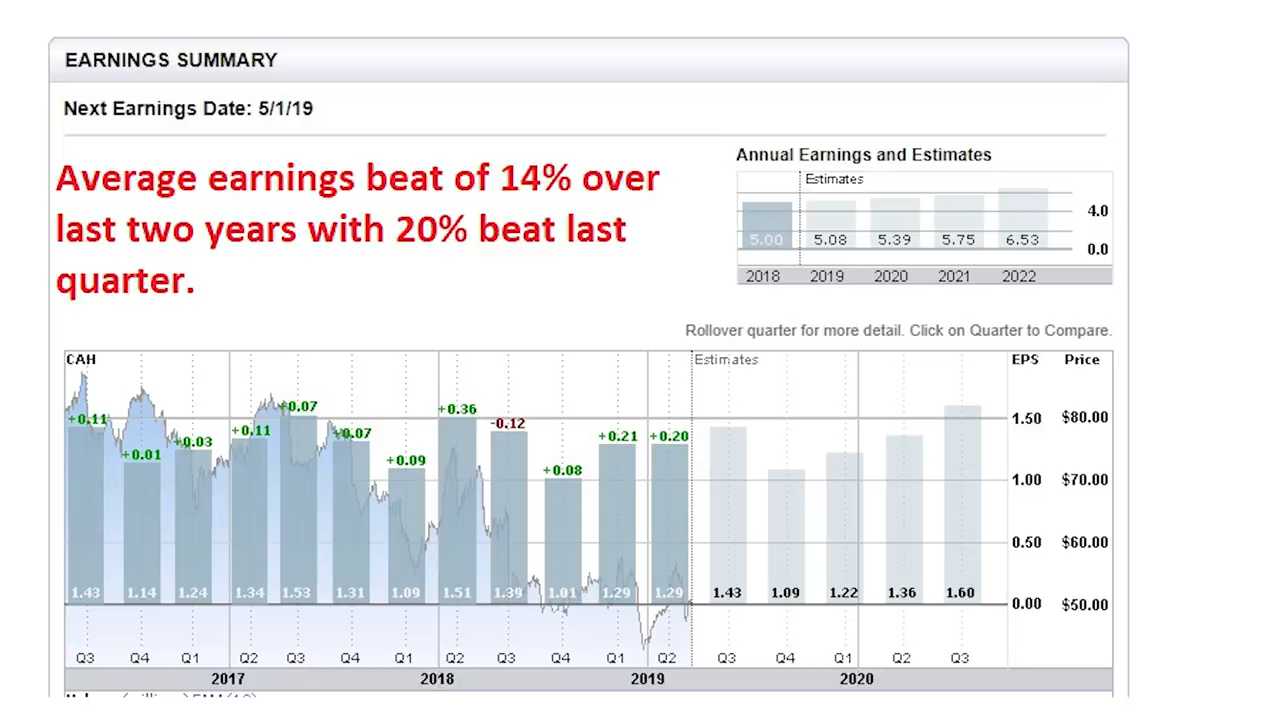 EARNINGS SUMMARY
Next Earnings Date: 5/1/19
Average earnings beat of 14% over
last two years with 20% beat last
quarter.
Annual Earnings and Estimates
Estimates
4.0
5.00 5.08 5.39 5.75 6.53
0.0
2018 2019 2020 2021 2022
Rollover quarter for more detail. Click on Quarter to Compare.
CAH Estimates EPS Price
+0.11 +0.01 +0.03 +0.11 +0.07 +0.07 +0.09 +0.36 -0.12 +0.08 +0.21 +0.20
1.50 $80.00
1.00 $70.00
0.50 $60.00
1.43 1.14 1.24 1.34 1.53 1.31 1.09 1.51 1.39 1.01 1.29 1.29 1.43 1.09 1.22 1.36 1.60
0.00 $50.00
Q3 Q4 Q1 Q2 Q3 Q4 Q1 Q2 Q3 Q4 Q1 Q2 Q3 Q4 Q1 Q2 Q3
2017 2018 2019 2020